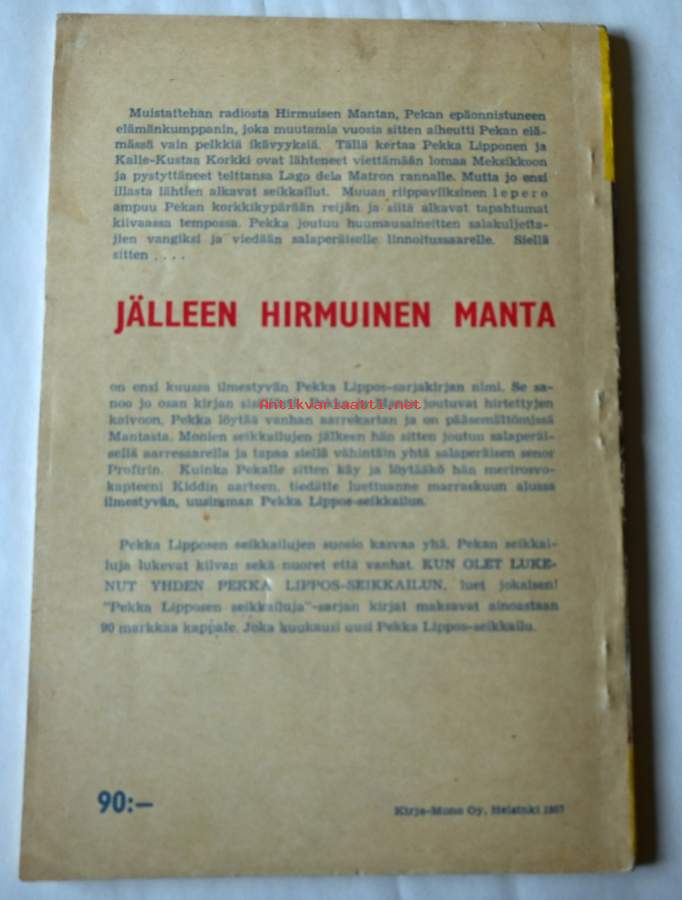 Muistattehan radiosta Hirmuisen Mantan, Pekan epäonnistuneen
elämänkumppanin, joka muutamia vuosia sitten aiheutti Pekan elä-
mässä vain pelkkiä ikävyyksiä. Tällä kertaa Pekka Lipponen ja
Kalle-Kustaa Korkki ovat lähteneet viettämään lomaa Meksikkoon
ja pystyttäneet telttansa Lago dela Matron rannalle. Mutta jo ensi
illasta lähtien alkavat seikkailut. Muuan riippaviiksinen lepero
ampuu Pekan korkkikypärään reijän ja siitä alkavat tapahtumat
kiivaassa tempossa. Pekka joutuu huumausaineitten salakuljetta-
jien vangiksi ja viedään salaperäiselle linnoitussaarelle. Siellä
sitten ....
JÄLLEEN HIRMUINEN MANTA
on ensi kuussa ilmestyvän Pekka Lippos-sarjakirjan nimi. Se sa-
noo jo osan kirjan joutuvat hirtettyjen
Antikvariaatti.net
kaivoon, Pekka löytää vanhan aarrekartan ja on pääsemättömissä
Mantasta. Monien seikkailujen jälkeen hän sitten joutuu salaperäi-
sellä aarresaarella ja tapaa siellä vähintäin yhtä salaperäisen senor
Profirin. Kuinka Pekalle sitten käy ja löytääkö hän merirosvo-
kapteeni Kiddin aarteen, tiedätte luettuanne marraskuun alussa
ilmestyvän, uusimman Pekka Lippos-seikkailun.
Pekka Lipposen seikkailujen suosio kasvaa yhä. Pekan seikkai-
luja lukevat kilvan sekä nuoret että vanhat. KUN OLET LUKE-
NUT YHDEN PEKKA LIPPOS-SEIKKAILUN, luet jokaisen!
"Pekka Lipposen seikkailuja"-sarjan kirjat maksavat ainoastaan
90 markkaa kappale. Joka kuukausi uusi Pekka Lippos-seikkailu.
90:—
Kirja-Mono Oy, Helsinki 1957